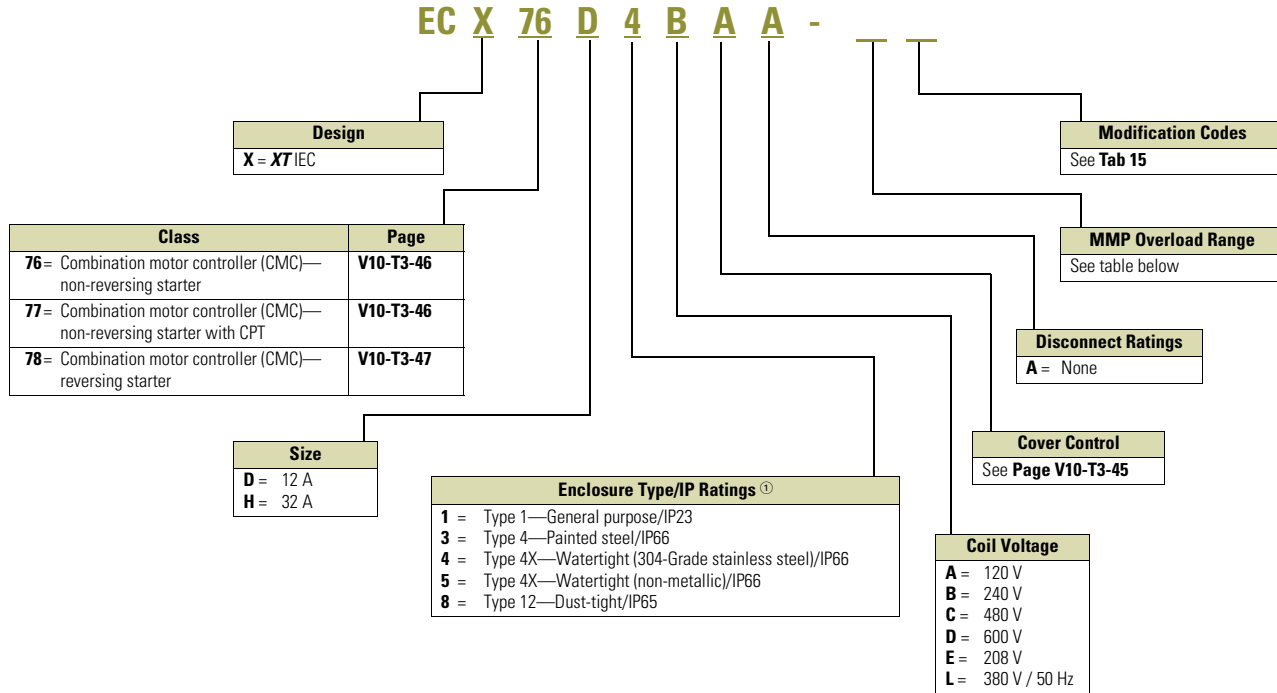 EC X 76 D 4 B A A - _ _
Design
X = XT IEC
Modification Codes
See Tab 15
Class Page
76 = Combination motor controller (CMC)— V10-T3-46
non-reversing starter
77 = Combination motor controller (CMC)— V10-T3-46
non-reversing starter with CPT
78 = Combination motor controller (CMC)— V10-T3-47
reversing starter
MMP Overload Range
See table below
Disconnect Ratings
A = None
Size
D = 12 A
H = 32 A
Cover Control
See Page V10-T3-45
Enclosure Type/IP Ratings ①
1 = Type 1—General purpose/IP23
3 = Type 4—Painted steel/IP66
4 = Type 4X—Watertight (304-Grade stainless steel)/IP66
5 = Type 4X—Watertight (non-metallic)/IP66
8 = Type 12—Dust-tight/IP65
Coil Voltage
A = 120 V
B = 240 V
C = 480 V
D = 600 V
E = 208 V
L = 380 V / 50 Hz